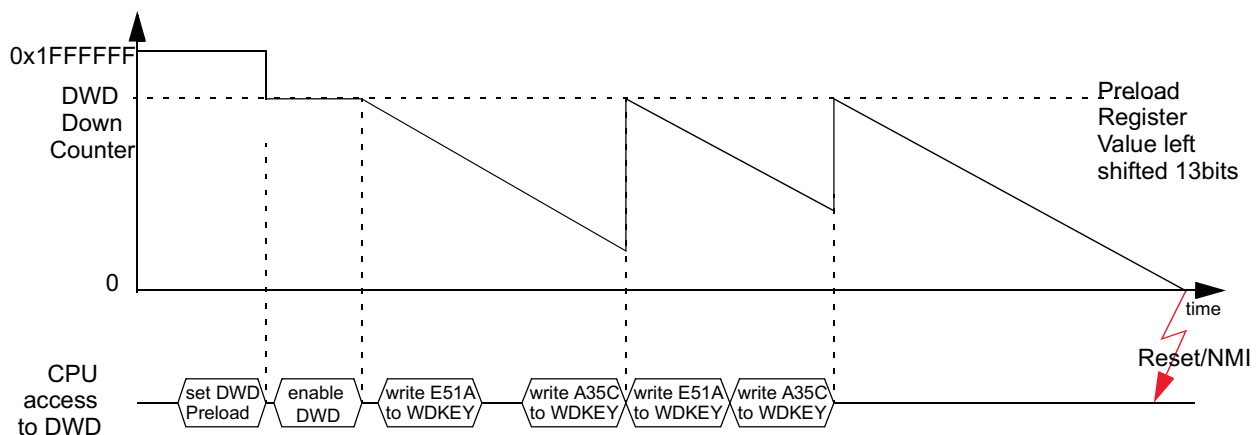 0x1FFFFFF
DWD
Down
Counter
Preload
Register
Value left
shifted 13bits
0
time
Reset/NMI
CPU
access
to DWD
set DWD
Preload
enable
DWD
write E51A
to WDKEY
write A35C
to WDKEY
write E51A
to WDKEY
write A35C
to WDKEY